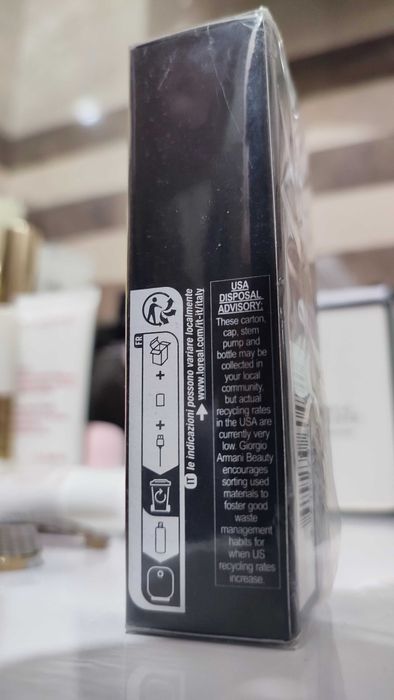 FR
IT le indicazioni possono variare localmente
www.loreal.com/it-it/italy
USA
DISPOSAL
ADVISORY:
These carton,
cap, stem
pump and
bottle may be
collected in
your local
community,
but actual
recycling rates
in the USA are
currently very
low. Giorgio
Armani Beauty
encourages
sorting used
materials to
foster good
waste
management
habits for
when US
recycling rates
increase.